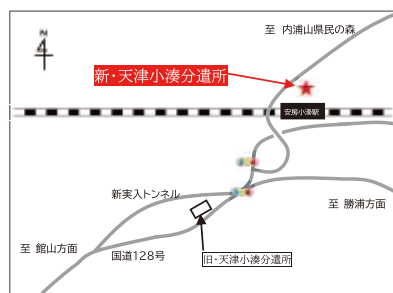 至 内浦山県民の森
4
新・天津小湊分遣所
安房小湊駅
新実入トンネル
至 勝浦方面
至 館山方面
国道128号
旧・天津小湊分遣所